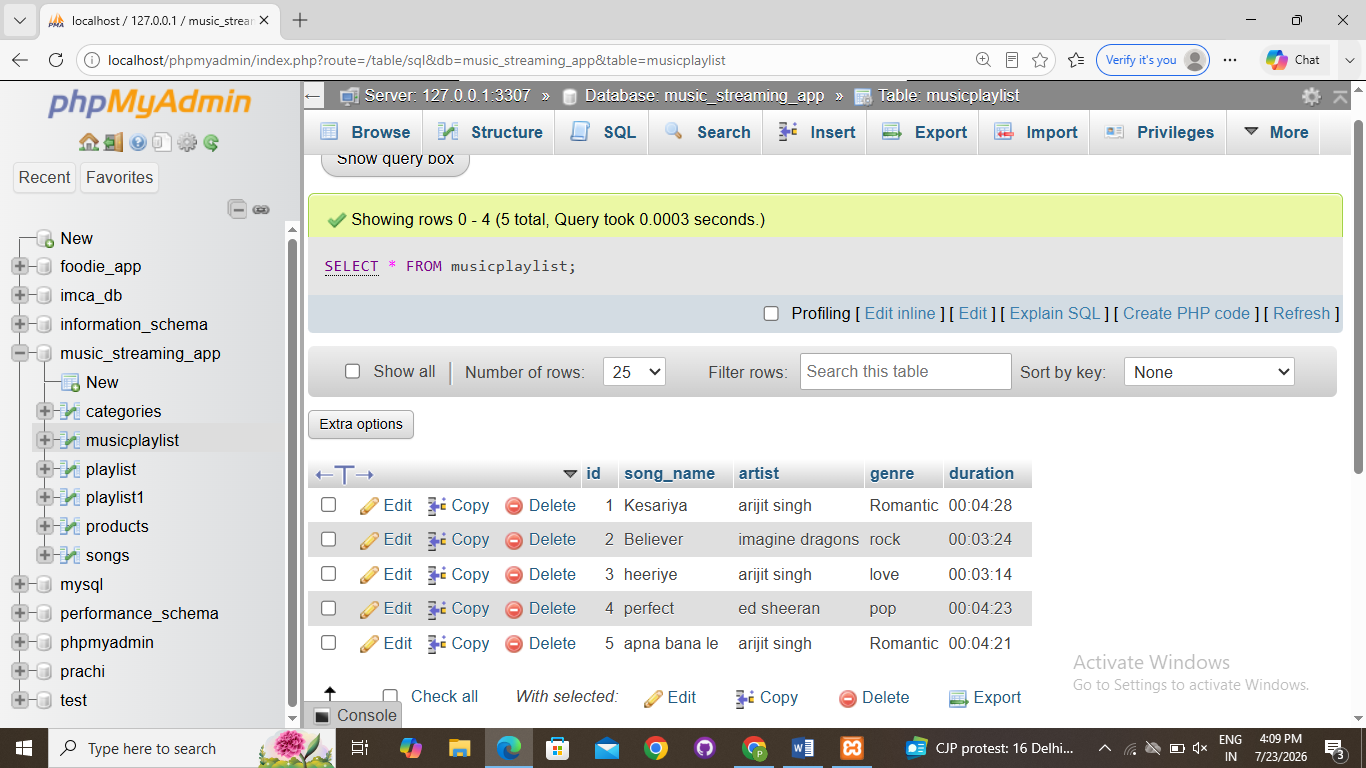 localhost / 127.0.0.1 / music_strea
localhost/phpmyadmin/index.php?route=/table/sql&db=music_streaming_app&table=musicplaylist
Verify it's you
Chat
phpMyAdmin
Recent
Favorites
New
foodie_app
imca_db
information_schema
music_streaming_app
New
categories
musicplaylist
playlist
playlist1
products
songs
mysql
performance_schema
phpmyadmin
prachi
test
Server: 127.0.0.1:3307 » Database: music_streaming_app » Table: musicplaylist
Browse Structure SQL Search Insert Export Import Privileges More
Show query box
Showing rows 0 - 4 (5 total, Query took 0.0003 seconds.)
SELECT * FROM musicplaylist;
Profiling [ Edit inline ] [ Edit ] [ Explain SQL ] [ Create PHP code ] [ Refresh ]
Show all Number of rows: 25 Filter rows: Search this table Sort by key: None
Extra options
←T→ id song_name artist genre duration
Edit Copy Delete 1 Kesariya arijit singh Romantic 00:04:28
Edit Copy Delete 2 Believer imagine dragons rock 00:03:24
Edit Copy Delete 3 heeriye arijit singh love 00:03:14
Edit Copy Delete 4 perfect ed sheeran pop 00:04:23
Edit Copy Delete 5 apna bana le arijit singh Romantic 00:04:21
Check all With selected: Edit Copy Delete Export
Console
Activate Windows
Go to Settings to activate Windows.
Type here to search
CJP protest: 16 Delhi...
ENG
IN
4:09 PM
7/23/2026
3